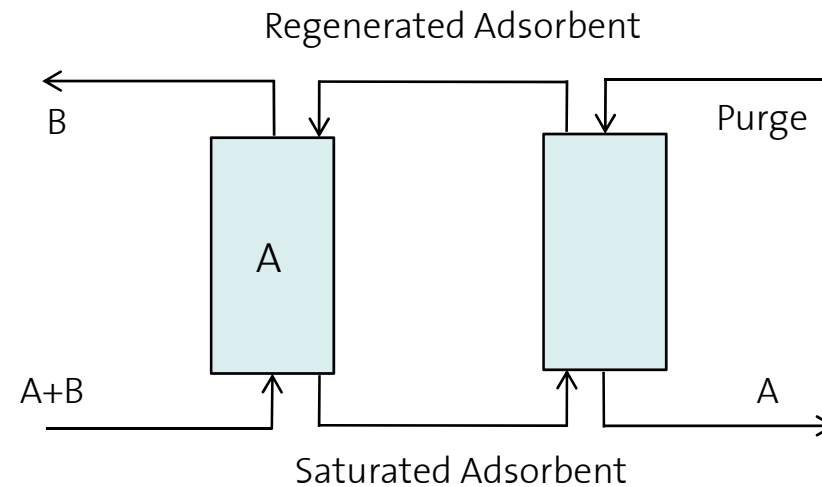 Regenerated Adsorbent
B
Purge
A
A+B
A
Saturated Adsorbent